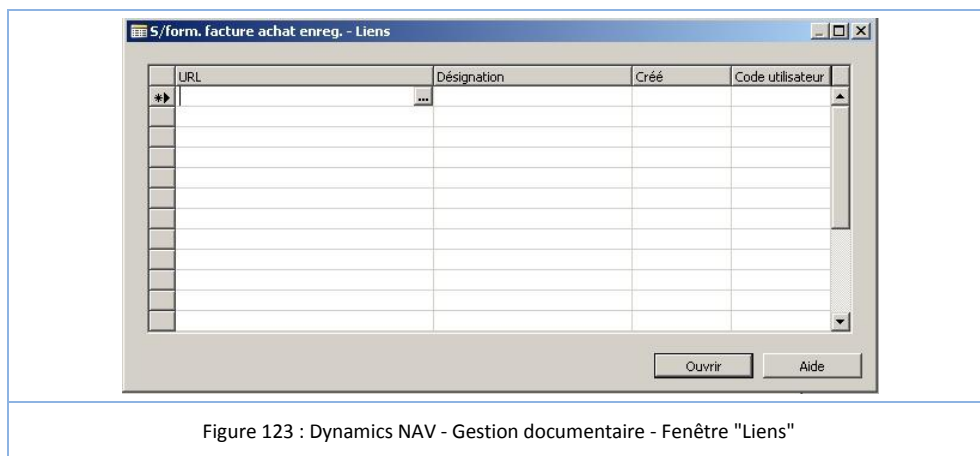 S/form. facture achat enreg. - Liens
URL Désignation Créé Code utilisateur
Ouvrir Aide
Figure 123 : Dynamics NAV - Gestion documentaire - Fenêtre "Liens"